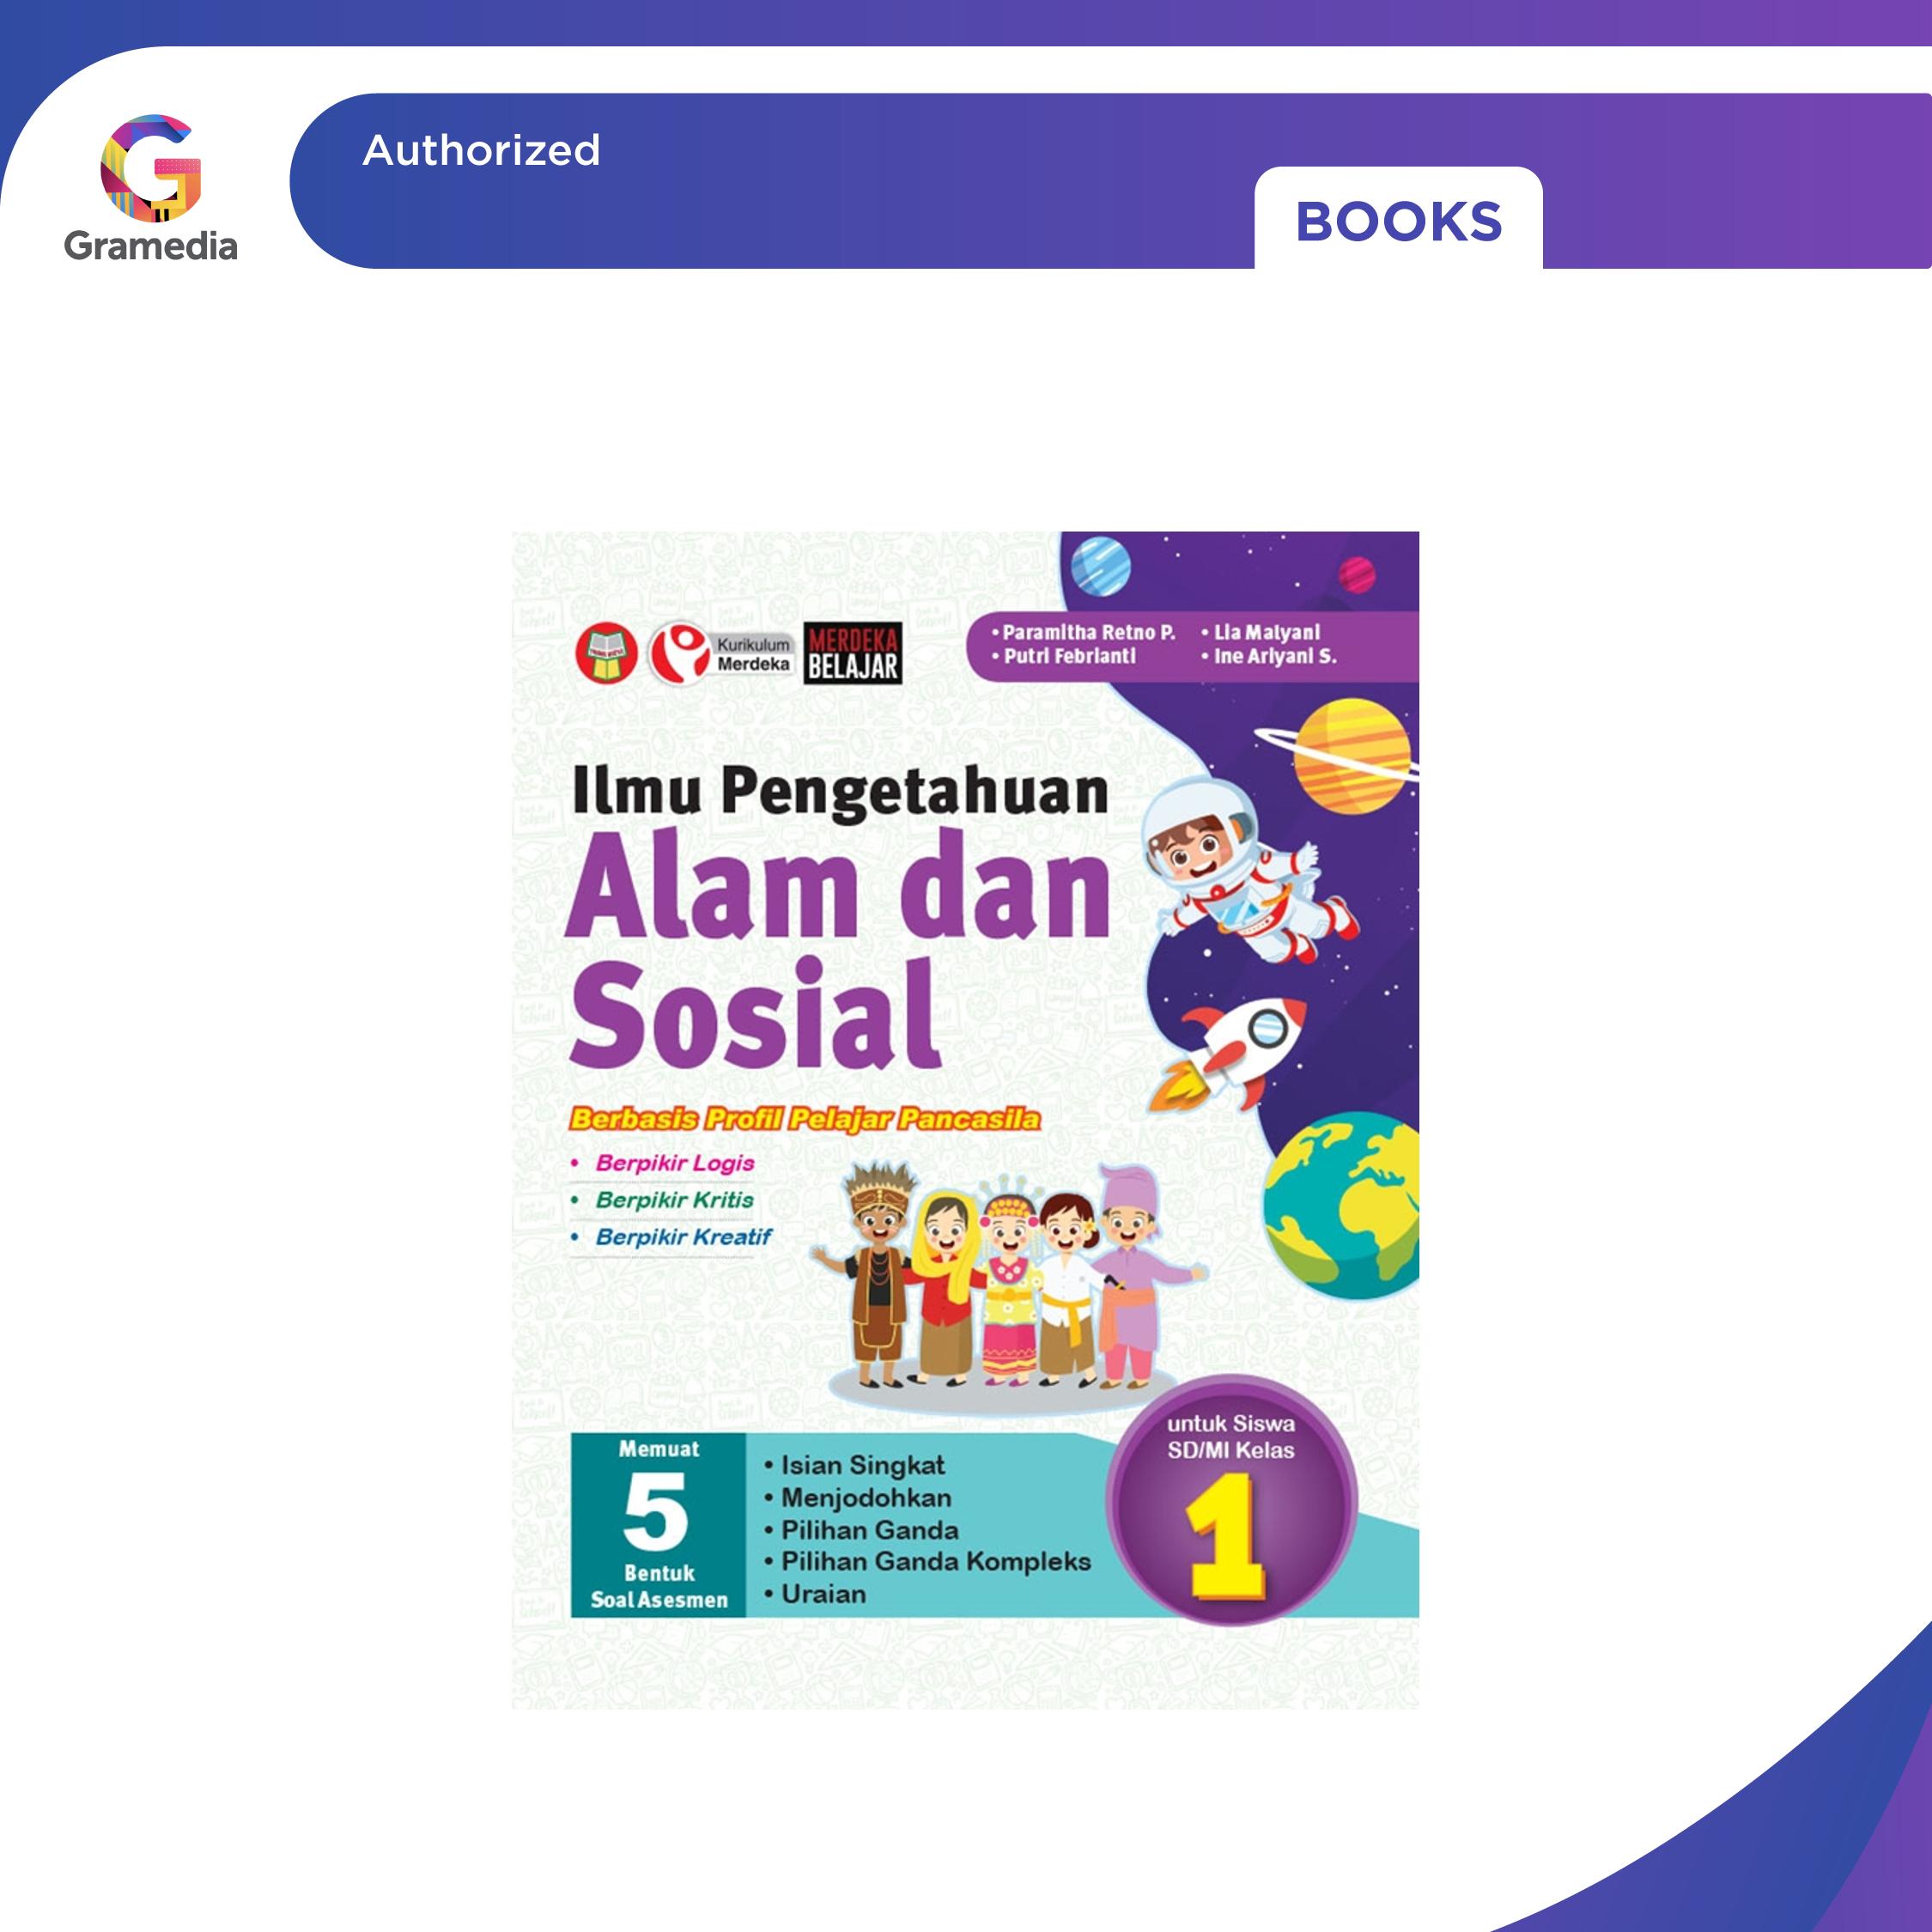 Gramedia
Authorized
BOOKS
Kurikulum
Merdeka
MERDEKA
BELAJAR
• Paramitha Retno P.
• Putri Febrianti
• Lia Malyani
• Ine Ariyani S.
Ilmu Pengetahuan
Alam dan
Sosial
Berbasis Profil Pelajar Pancasila
• Berpikir Logis
• Berpikir Kritis
• Berpikir Kreatif
Memuat
5
Bentuk
Soal Asesmen
• Isian Singkat
• Menjodohkan
• Pilihan Ganda
• Pilihan Ganda Kompleks
• Uraian
untuk Siswa
SD/MI Kelas
1